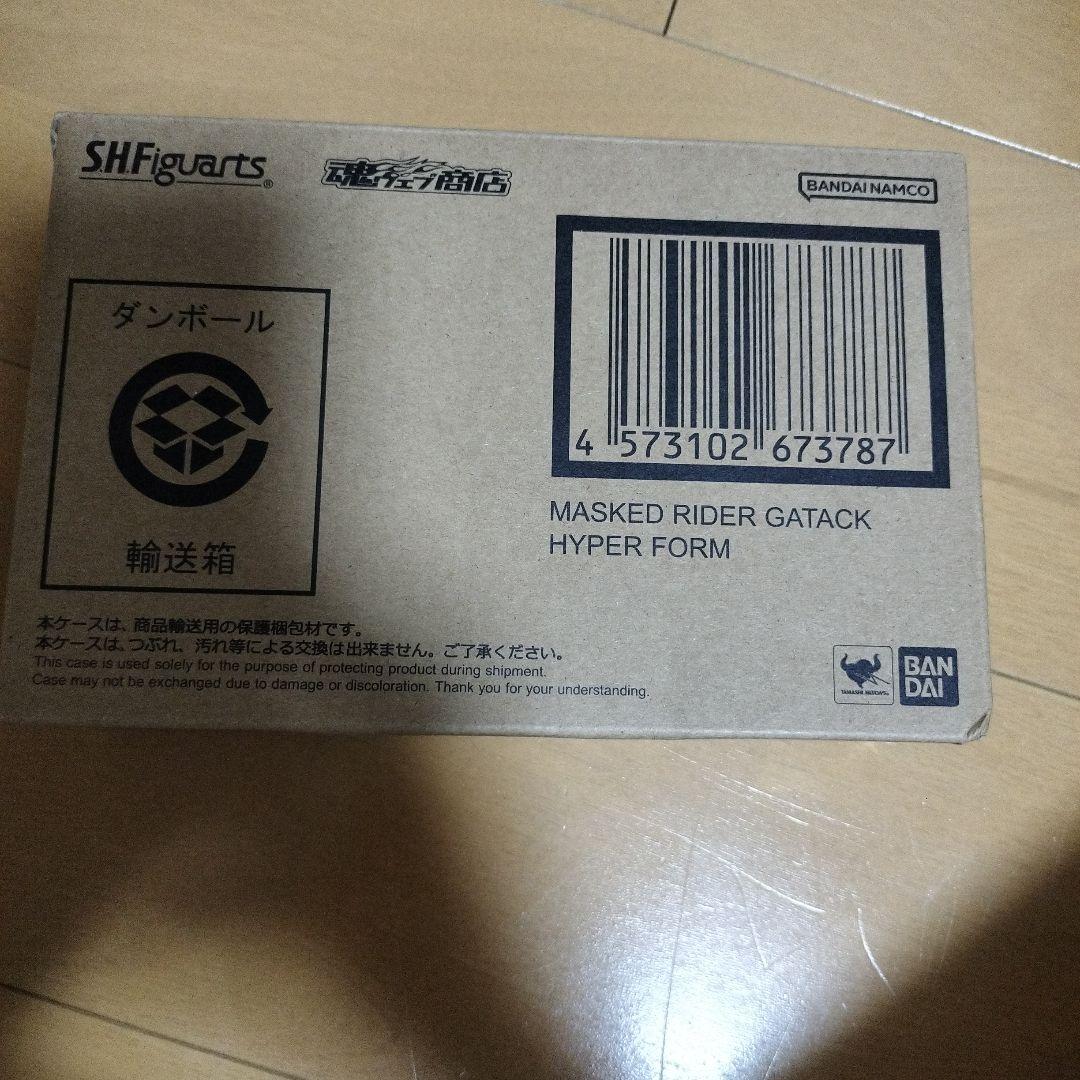 S.H.Figuarts®
魂ウェブ商店
BANDAI NAMCO
ダンボール
輸送箱
4 573102 673787
MASKED RIDER GATACK
HYPER FORM
本ケースは、商品輸送用の保護梱包材です。
本ケースは、つぶれ、汚れ等による交換は出来ません。ご了承ください。
This case is used solely for the purpose of protecting product during shipment.
Case may not be exchanged due to damage or discoloration. Thank you for your understanding.
TAMASHII NATIONS
BAN
DAI